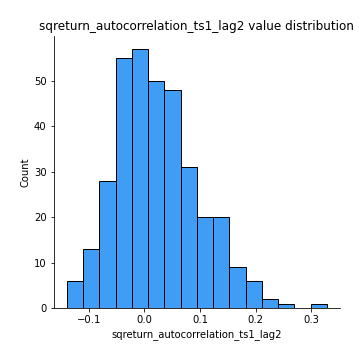 sqreturn_autocorrelation_ts1_lag2 value distribution
50
40
30
20
10
0
Count
−0.1 0.0 0.1 0.2 0.3
sqreturn_autocorrelation_ts1_lag2